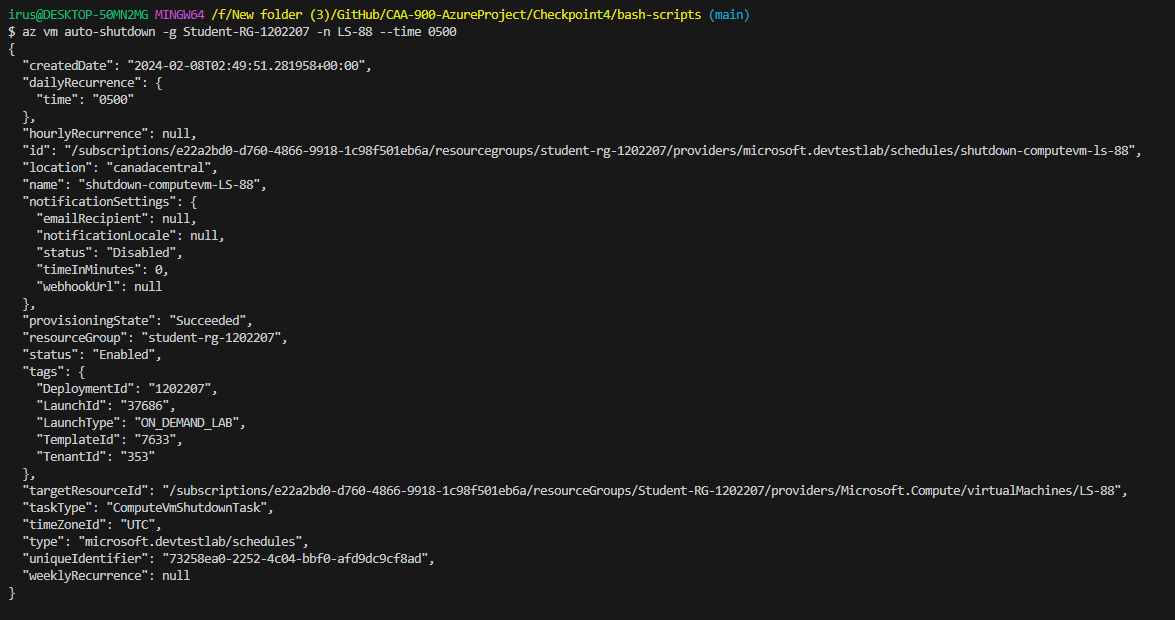 irus@DESKTOP-50MN2MG MINGW64 /f/New folder (3)/GitHub/CAA-900-AzureProject/Checkpoint4/bash-scripts (main)
$ az vm auto-shutdown -g Student-RG-1202207 -n LS-88 --time 0500
{
  "createdDate": "2024-02-08T02:49:51.281958+00:00",
  "dailyRecurrence": {
    "time": "0500"
  },
  "hourlyRecurrence": null,
  "id": "/subscriptions/e22a2bd0-d760-4866-9918-1c98f501eb6a/resourcegroups/student-rg-1202207/providers/microsoft.devtestlab/schedules/shutdown-computevm-ls-88",
  "location": "canadacentral",
  "name": "shutdown-computevm-LS-88",
  "notificationSettings": {
    "emailRecipient": null,
    "notificationLocale": null,
    "status": "Disabled",
    "timeInMinutes": 0,
    "webhookUrl": null
  },
  "provisioningState": "Succeeded",
  "resourceGroup": "student-rg-1202207",
  "status": "Enabled",
  "tags": {
    "DeploymentId": "1202207",
    "LaunchId": "37686",
    "LaunchType": "ON_DEMAND_LAB",
    "TemplateId": "7633",
    "TenantId": "353"
  },
  "targetResourceId": "/subscriptions/e22a2bd0-d760-4866-9918-1c98f501eb6a/resourceGroups/Student-RG-1202207/providers/Microsoft.Compute/virtualMachines/LS-88",
  "taskType": "ComputeVmShutdownTask",
  "timeZoneId": "UTC",
  "type": "microsoft.devtestlab/schedules",
  "uniqueIdentifier": "73258ea0-2252-4c04-bbf0-afd9dc9cf8ad",
  "weeklyRecurrence": null
}